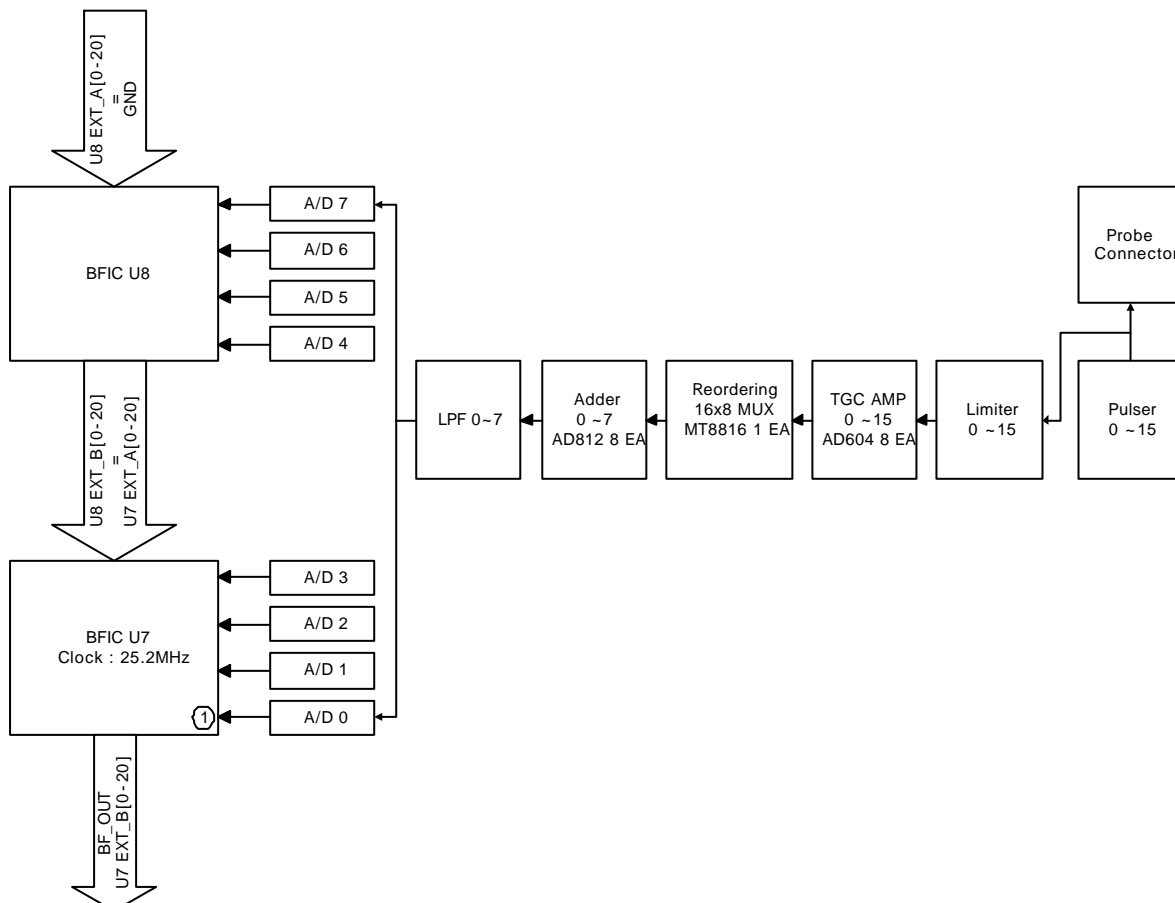 U8 EXT_A[0-20]
=
GND
A/D 7
A/D 6
A/D 5
A/D 4
BFIC U8
Probe
Connector
U8 EXT_B[0-20]
=
U7 EXT_A[0-20]
LPF 0~7
Adder
0 ~7
AD812 8 EA
Reordering
16x8 MUX
MT8816 1 EA
TGC AMP
0 ~15
AD604 8 EA
Limiter
0 ~15
Pulser
0 ~15
A/D 3
A/D 2
A/D 1
A/D 0
BFIC U7
Clock : 25.2MHz
1
BF_OUT
U7 EXT_B[0-20]